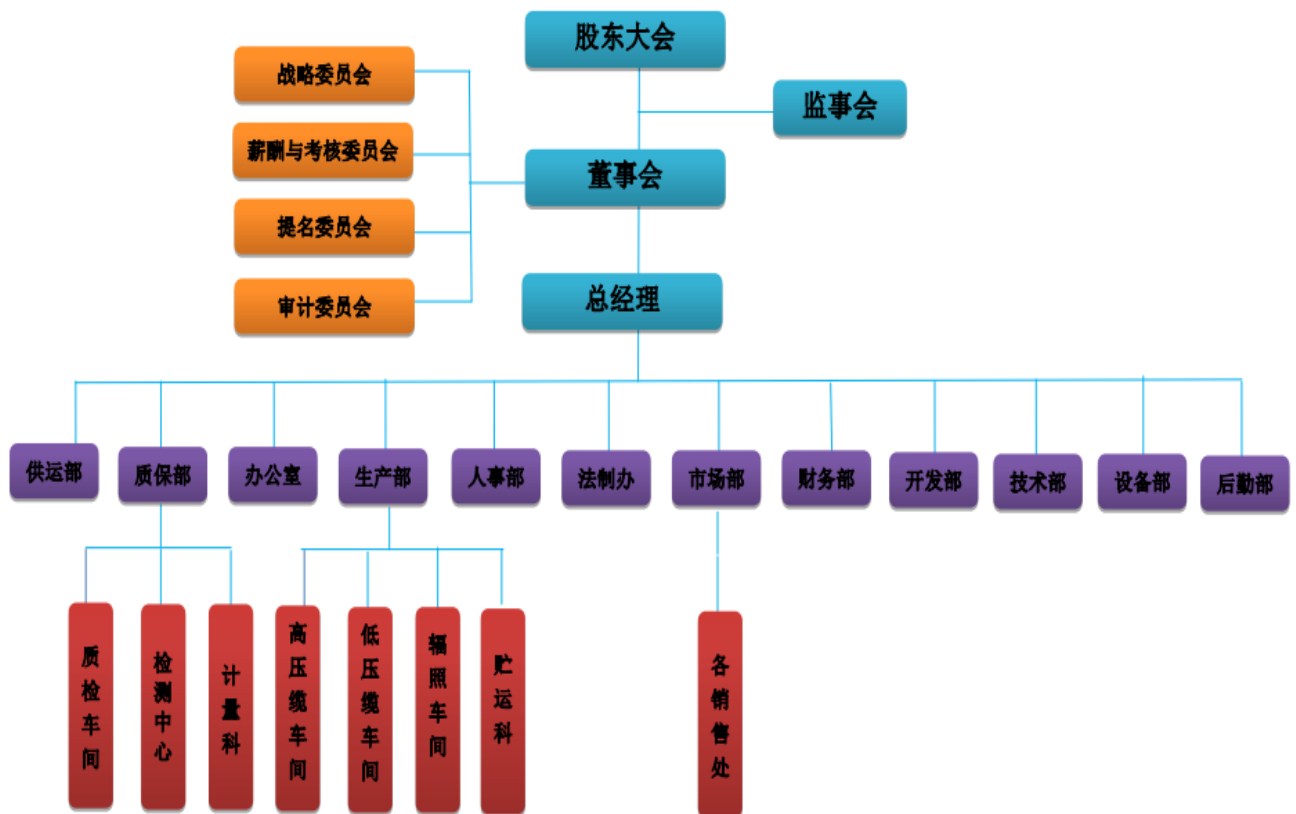 股东大会
战略委员会
监事会
薪酬与考核委员会
董事会
提名委员会
总经理
审计委员会
供运部
质保部
办公室
生产部
人事部
法制办
市场部
财务部
开发部
技术部
设备部
后勤部
质检车间
检测中心
计量科
高压缆车间
低压缆车间
辐照车间
贮运科
各销售处